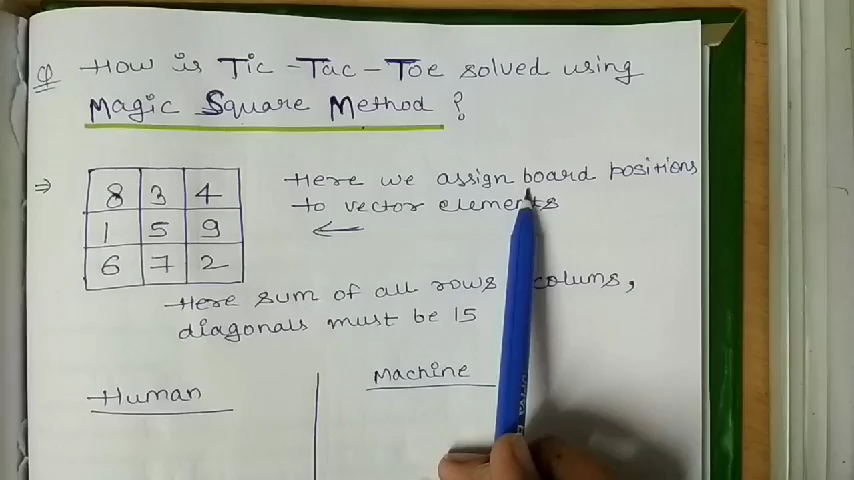 Q How is Tic-Tac-Toe solved using
Magic Square Method ?
⇒ Here we assign board positions
to vector elements
←
8 3 4
1 5 9
6 7 2
Here sum of all rows colums,
diagonals must be 15
Human
Machine